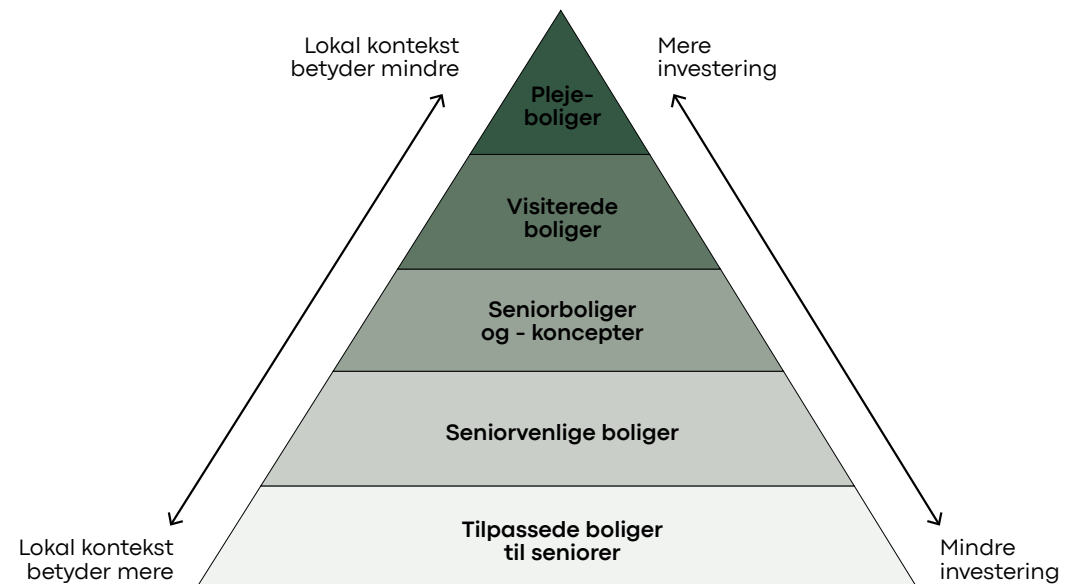 Lokal kontekst
betyder mindre
Mere
investering
Pleje-
boliger
Visiterede
boliger
Seniorboliger
og - koncepter
Seniorvenlige boliger
Tilpassede boliger
til seniorer
Lokal kontekst
betyder mere
Mindre
investering